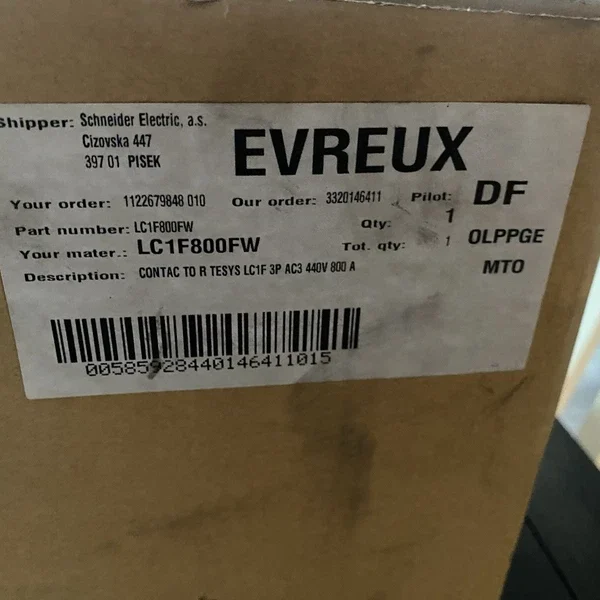 Shipper: Schneider Electric, a.s.
Cizovska 447
397 01 PISEK
EVREUX
Your order: 1122679848 010 Our order: 3320146411 Pilot: DF
Part number: LC1F800FW Qty: 1
Your mater.: LC1F800FW Tot. qty: 1 OLPPGE
Description: CONTAC TO R TESYS LC1F 3P AC3 440V 800 A MTO
00585928440146411015